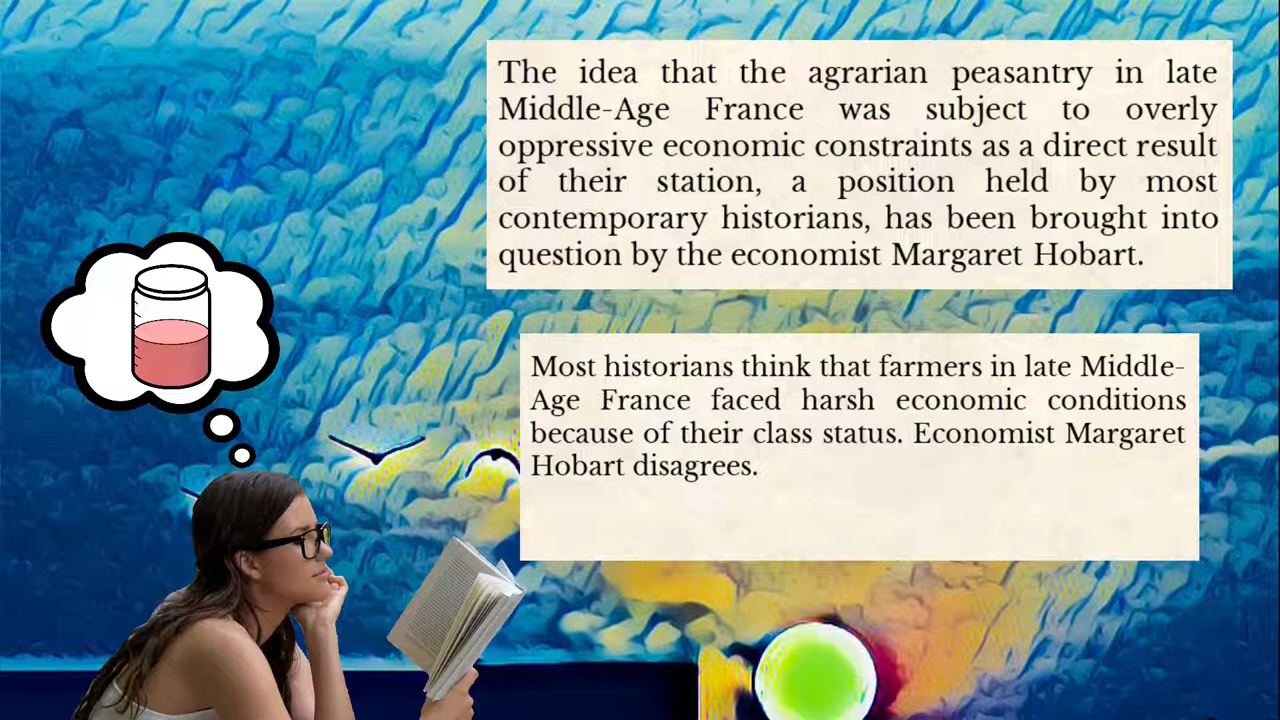 The idea that the agrarian peasantry in late
Middle-Age France was subject to overly
oppressive economic constraints as a direct result
of their station, a position held by most
contemporary historians, has been brought into
question by the economist Margaret Hobart.
Most historians think that farmers in late Middle-
Age France faced harsh economic conditions
because of their class status. Economist Margaret
Hobart disagrees.